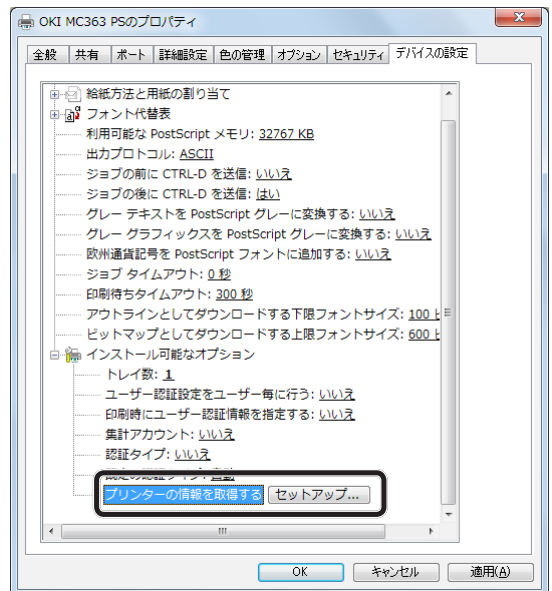 OKI MC363 PSのプロパティ
全般 共有 ポート 詳細設定 色の管理 オプション セキュリティ デバイスの設定
給紙方法と用紙の割り当て
フォント代替表
利用可能な PostScript メモリ: 32767 KB
出力プロトコル: ASCII
ジョブの前に CTRL-D を送信: いいえ
ジョブの後に CTRL-D を送信: はい
グレー テキストを PostScript グレーに変換する: いいえ
グレー グラフィックスを PostScript グレーに変換する: いいえ
欧州通貨記号を PostScript フォントに追加する: いいえ
ジョブ タイムアウト: 0 秒
印刷待ちタイムアウト: 300 秒
アウトラインとしてダウンロードする下限フォントサイズ: 100
ビットマップとしてダウンロードする上限フォントサイズ: 600
インストール可能なオプション
トレイ数: 1
ユーザー認証設定をユーザー毎に行う: いいえ
印刷時にユーザー認証情報を指定する: いいえ
集計アカウント: いいえ
認証タイプ: いいえ
プリンターの情報を取得する セットアップ...
OK キャンセル 適用(A)